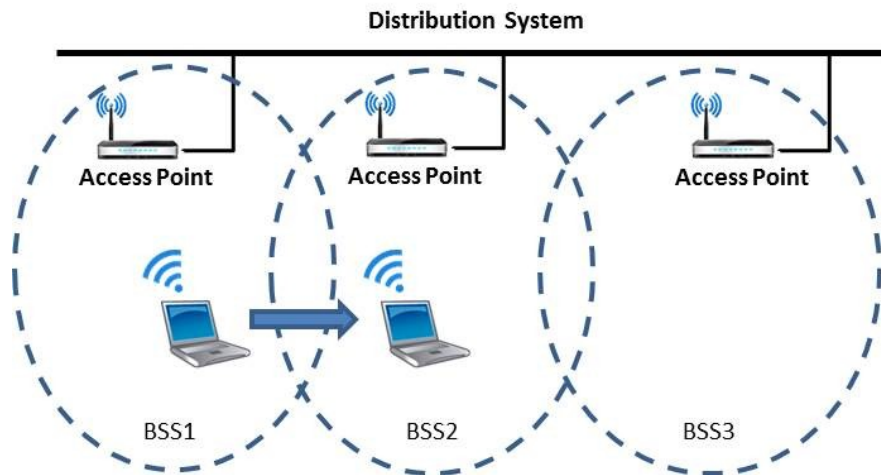 Distribution System
Access Point
Access Point
Access Point
BSS1
BSS2
BSS3